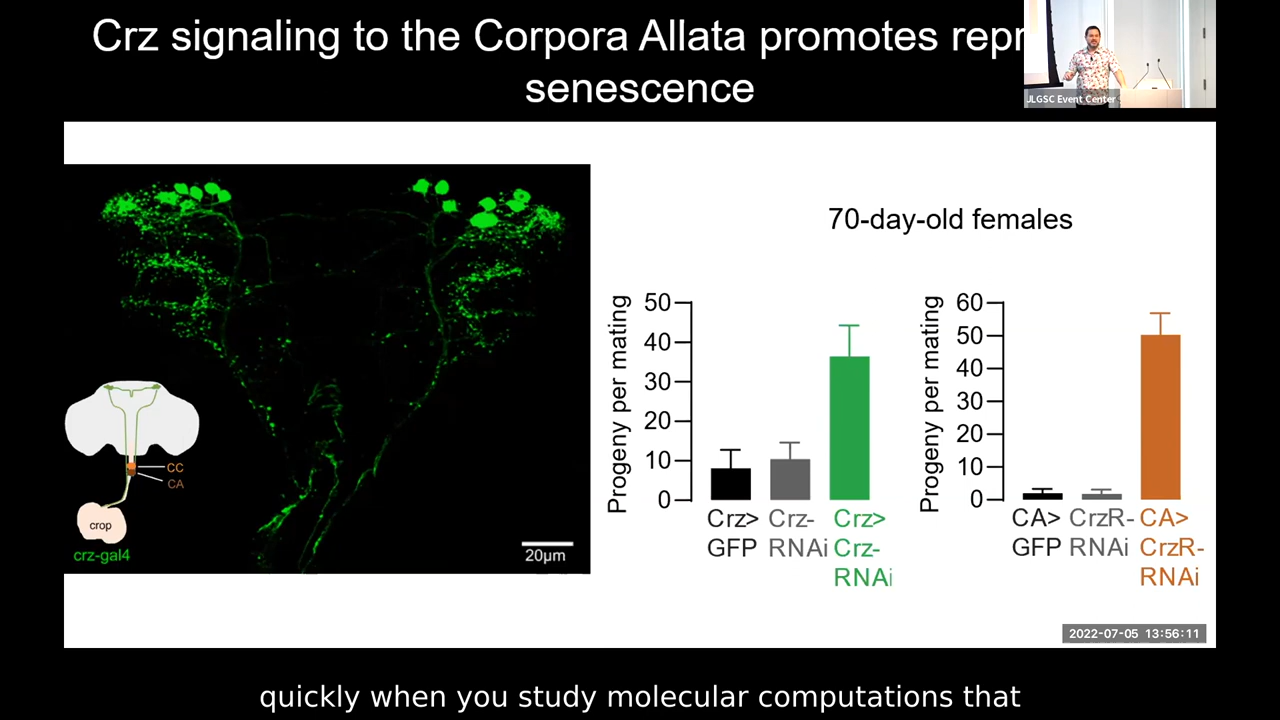 Crz signaling to the Corpora Allata promotes repr
senescence
JLGSC Event Center
70-day-old females
CC
CA
crop
crz-gal4
20µm
Progeny per mating
50
40
30
20
10
0
Crz>
GFP
Crz-
RNAi
Crz>
Crz-
RNAi
Progeny per mating
60
50
40
30
20
10
0
CA>
GFP
CrzR-
RNAi
CA>
CrzR-
RNAi
2022-07-05 13:56:11
quickly when you study molecular computations that